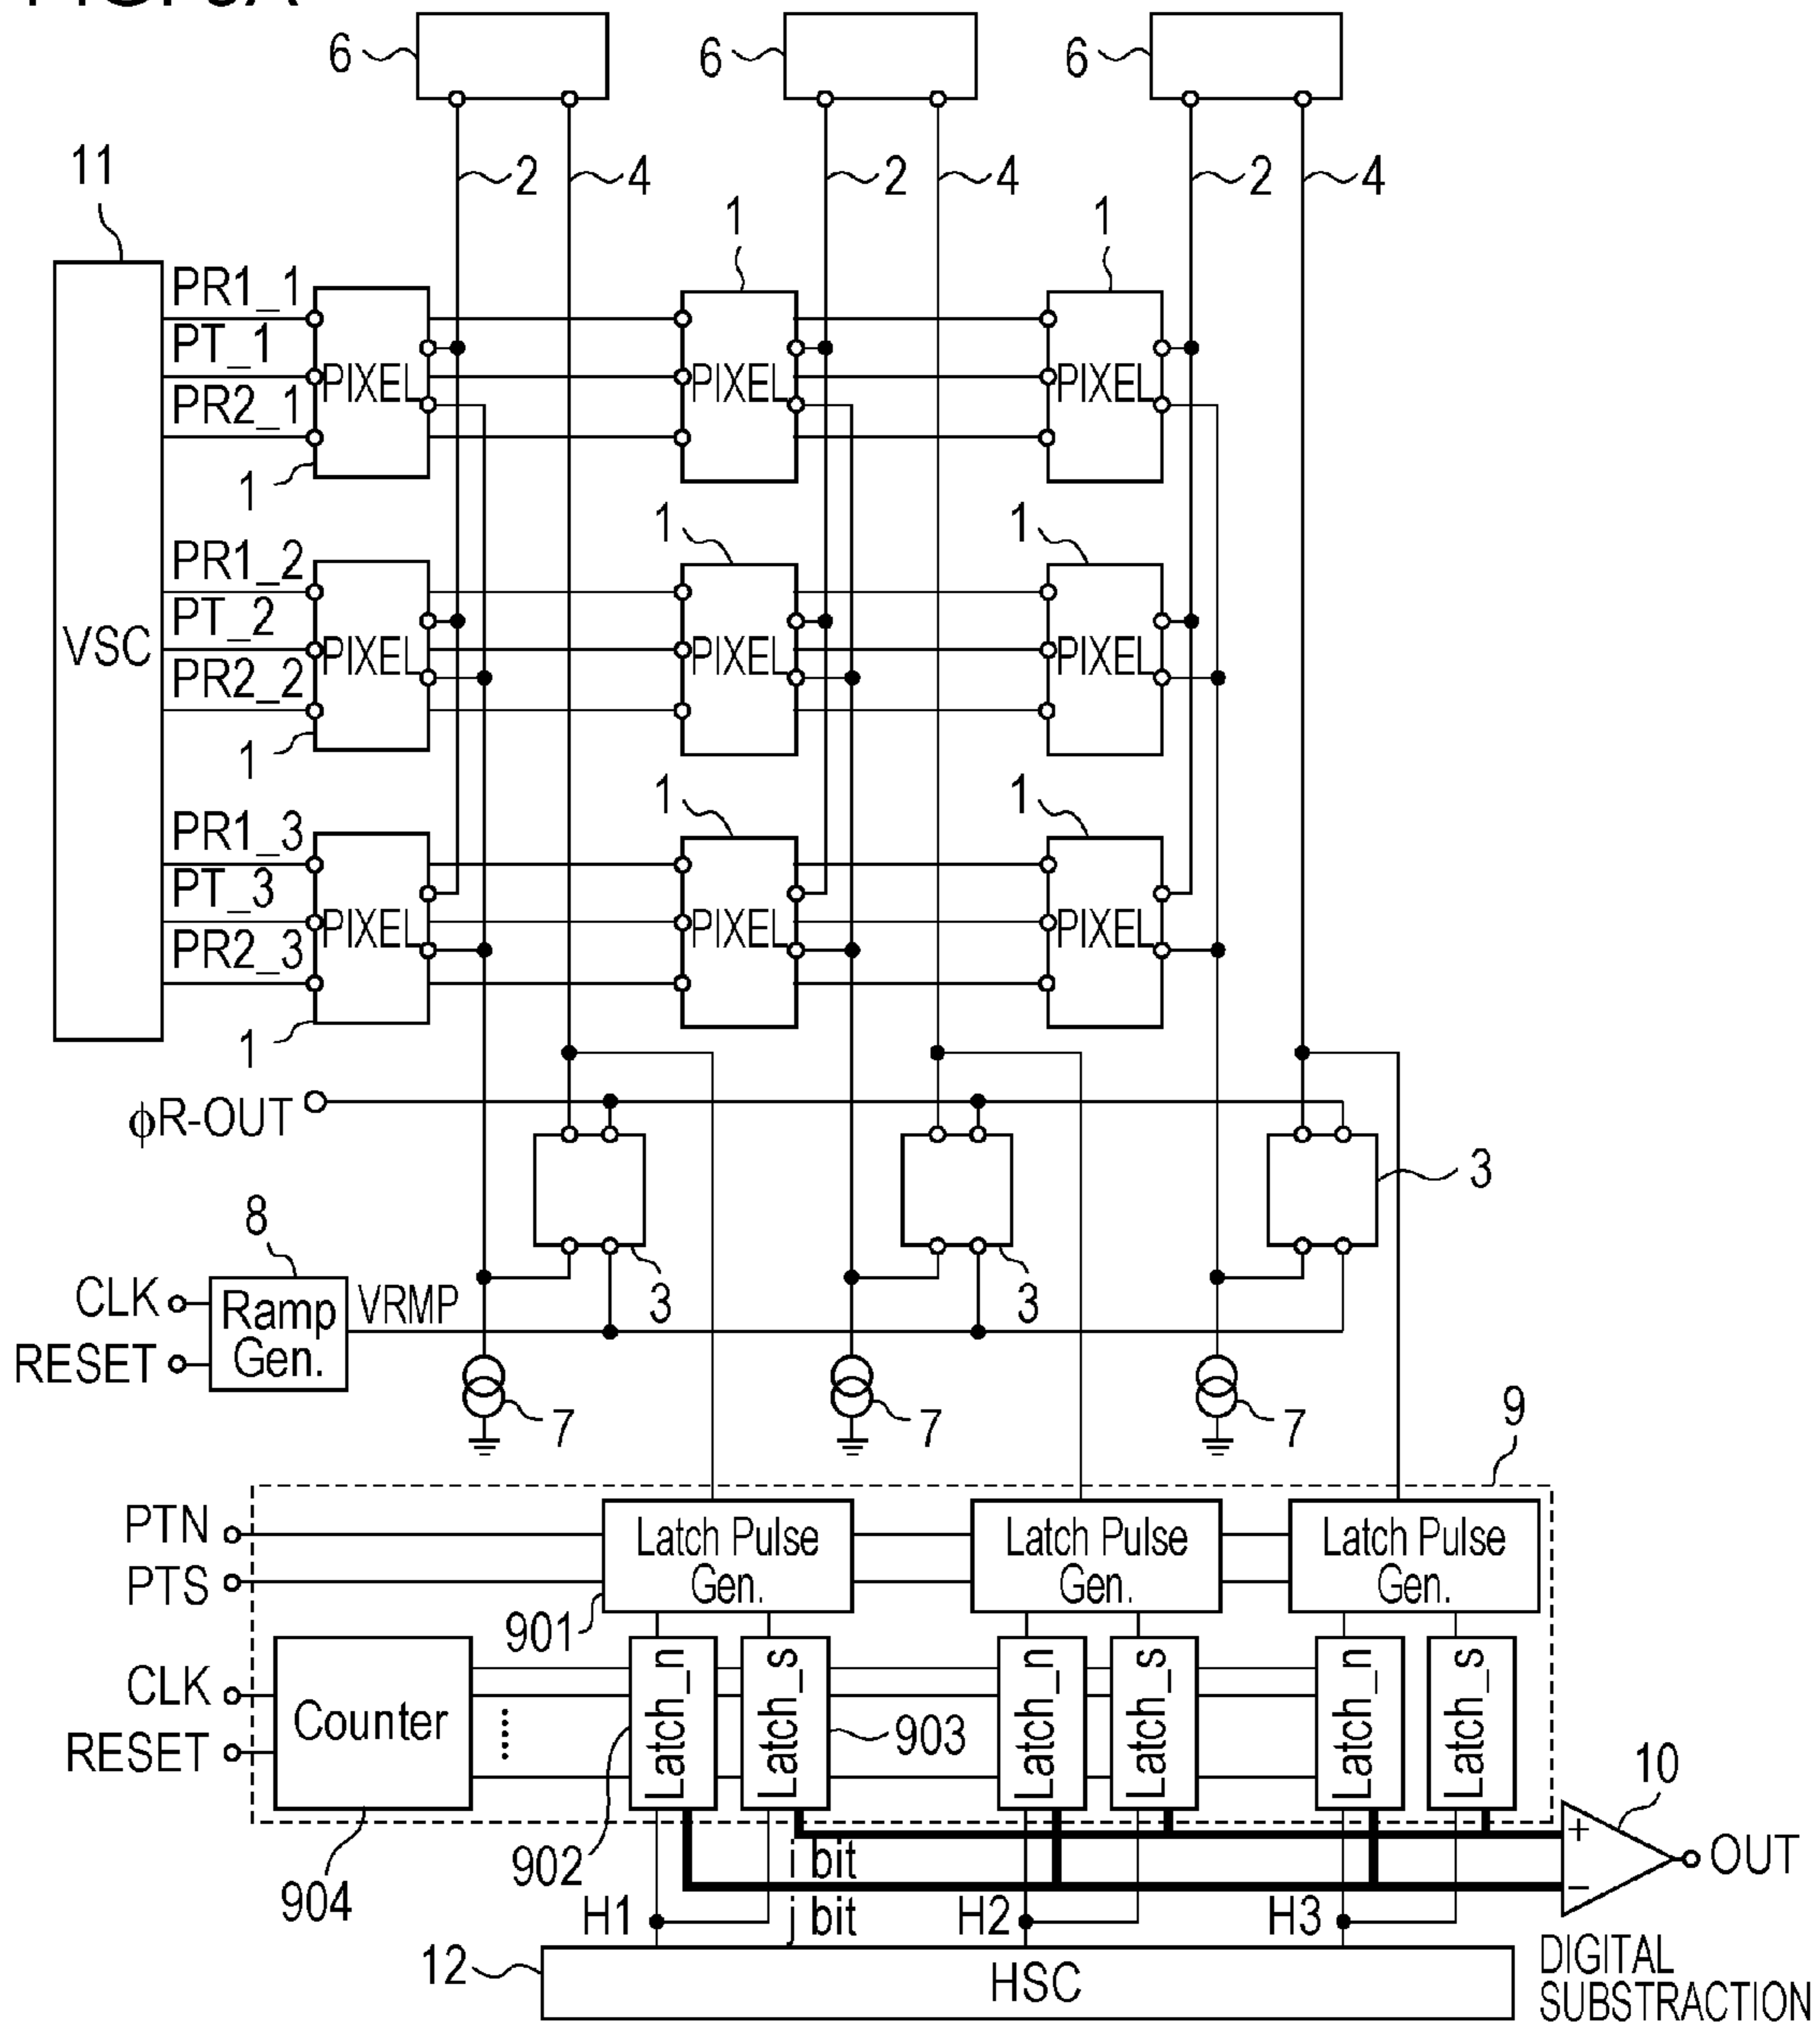 6 6 6
2 4 2 4 2 4
11 1 1
PR1_1
PT_1
PIXEL PIXEL PIXEL
PR2_1
1
1 1
PR1_2
PT_2
VSC PIXEL PIXEL PIXEL
PR2_2
1
1 1
PR1_3
PT_3
PIXEL PIXEL PIXEL
PR2_3
1
ϕR-OUT
3
8
CLK Ramp Gen. VRMP 3 3
RESET
7 7 7
9
PTN Latch Pulse Gen. Latch Pulse Gen. Latch Pulse Gen.
PTS
901
CLK Counter Latch_n Latch_s 903 Latch_n Latch_s Latch_n Latch_s
RESET
10
+
902 j bit OUT
904 −
H1 j bit H2 H3
12 HSC DIGITAL
SUBSTRACTION